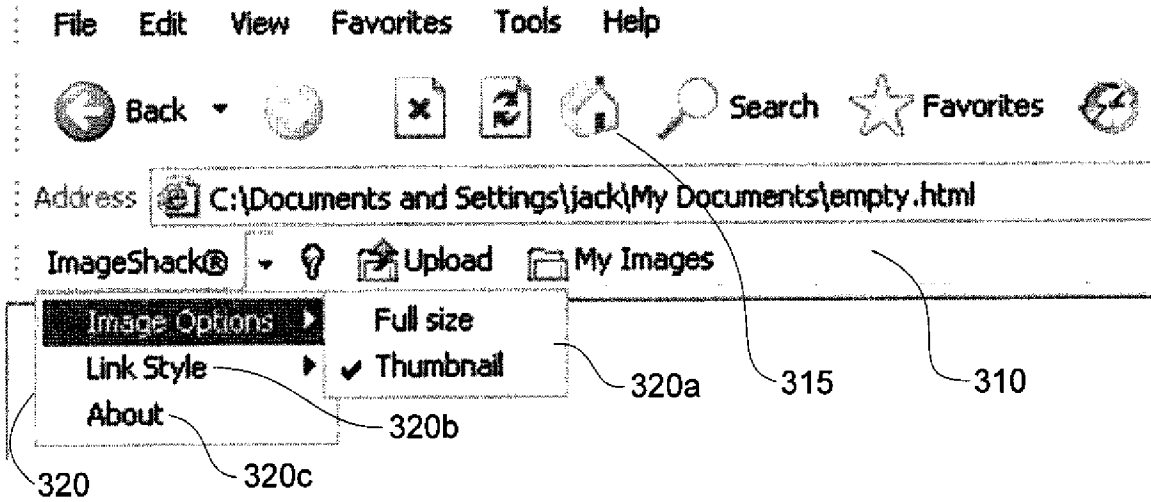 File Edit View Favorites Tools Help
Back Search Favorites
Address C:\Documents and Settings\jack\My Documents\empty.html
ImageShack® Upload My Images
Image Options Full size
Link Style Thumbnail
About
320a 315 310
320b
320 320c